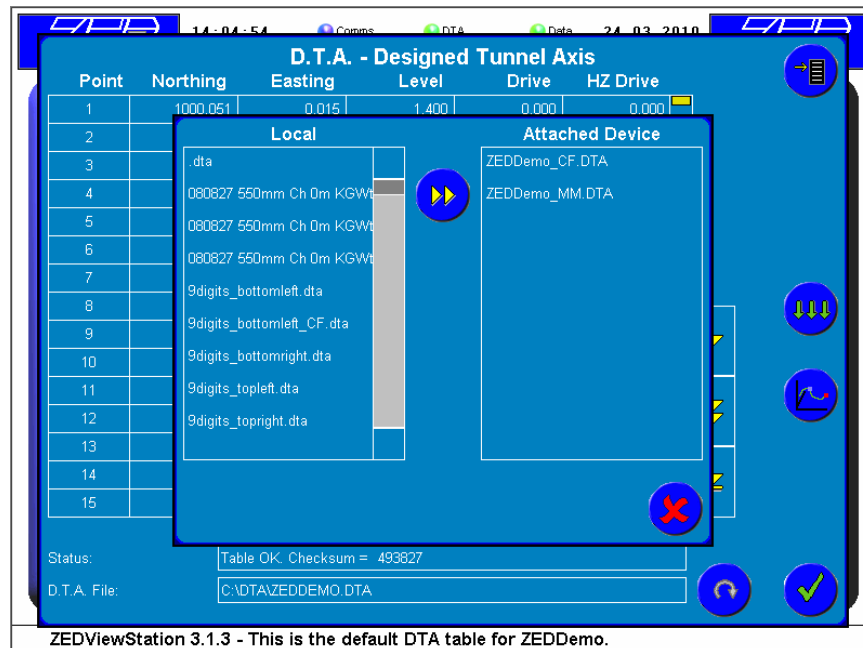 14:04:54 Comms DTA Data 24 03 2010
D.T.A. - Designed Tunnel Axis
Point Northing Easting Level Drive HZ Drive
1 1000.051 0.015 1.400 0.000 0.000
2
3
4
5
6
7
8
9
10
11
12
13
14
15
Local
.dta
080827 550mm Ch 0m KGWt
080827 550mm Ch 0m KGWt
080827 550mm Ch 0m KGWt
9digits_bottomleft.dta
9digits_bottomleft_CF.dta
9digits_bottomright.dta
9digits_topleft.dta
9digits_topright.dta
Attached Device
ZEDDemo_CF.DTA
ZEDDemo_MM.DTA
Status: Table OK. Checksum = 493827
D.T.A. File: C:\DTA\ZEDDEMO.DTA
ZEDViewStation 3.1.3 - This is the default DTA table for ZEDDemo.